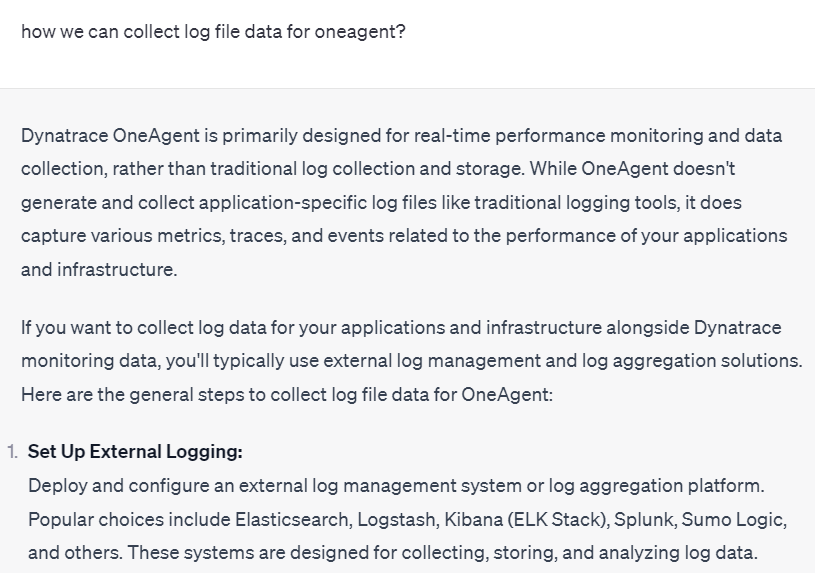 how we can collect log file data for oneagent?
Dynatrace OneAgent is primarily designed for real-time performance monitoring and data
collection, rather than traditional log collection and storage. While OneAgent doesn't
generate and collect application-specific log files like traditional logging tools, it does
capture various metrics, traces, and events related to the performance of your applications
and infrastructure.
If you want to collect log data for your applications and infrastructure alongside Dynatrace
monitoring data, you'll typically use external log management and log aggregation solutions.
Here are the general steps to collect log file data for OneAgent:
1. Set Up External Logging:
Deploy and configure an external log management system or log aggregation platform.
Popular choices include Elasticsearch, Logstash, Kibana (ELK Stack), Splunk, Sumo Logic,
and others. These systems are designed for collecting, storing, and analyzing log data.